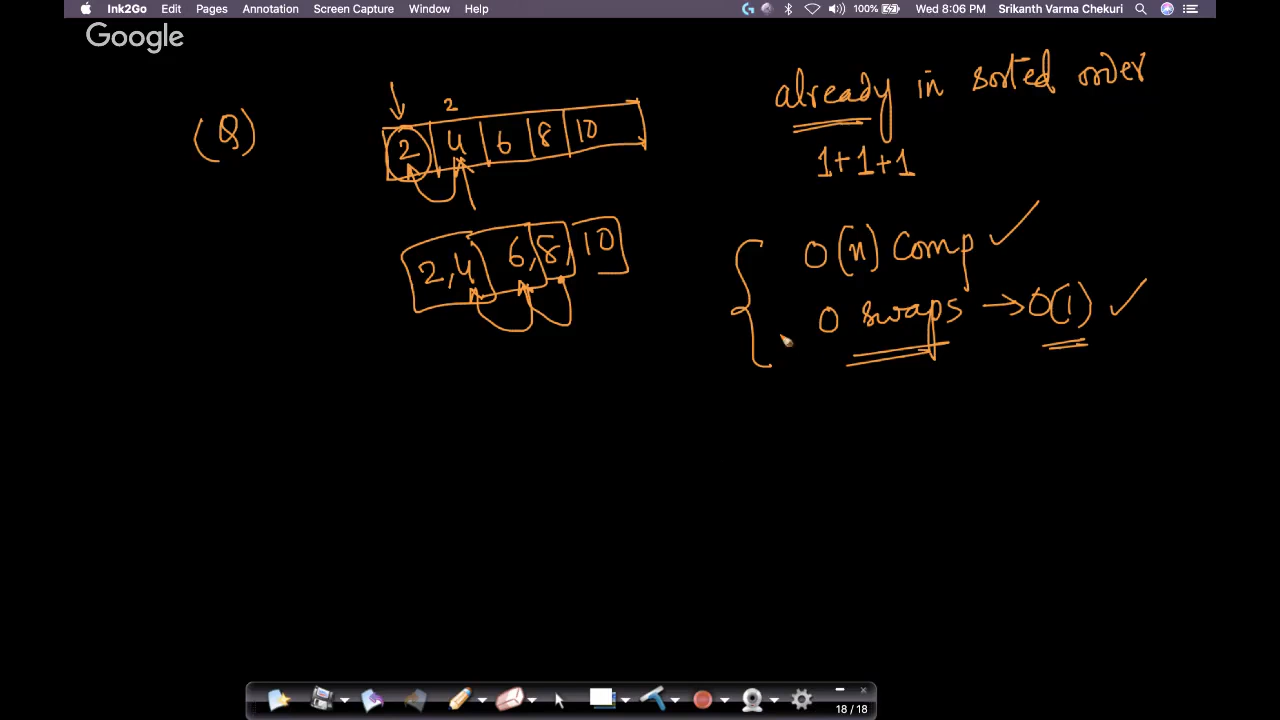 Ink2Go Edit Pages Annotation Screen Capture Window Help 100% Wed 8:06 PM Srikanth Varma Chekuri
Google
already in sorted order
2
(Q) 2 4 6 8 10
1+1+1
2,4 6,8, 10
O(n) Comp ✓
0 swaps → O(1) ✓
18 / 18